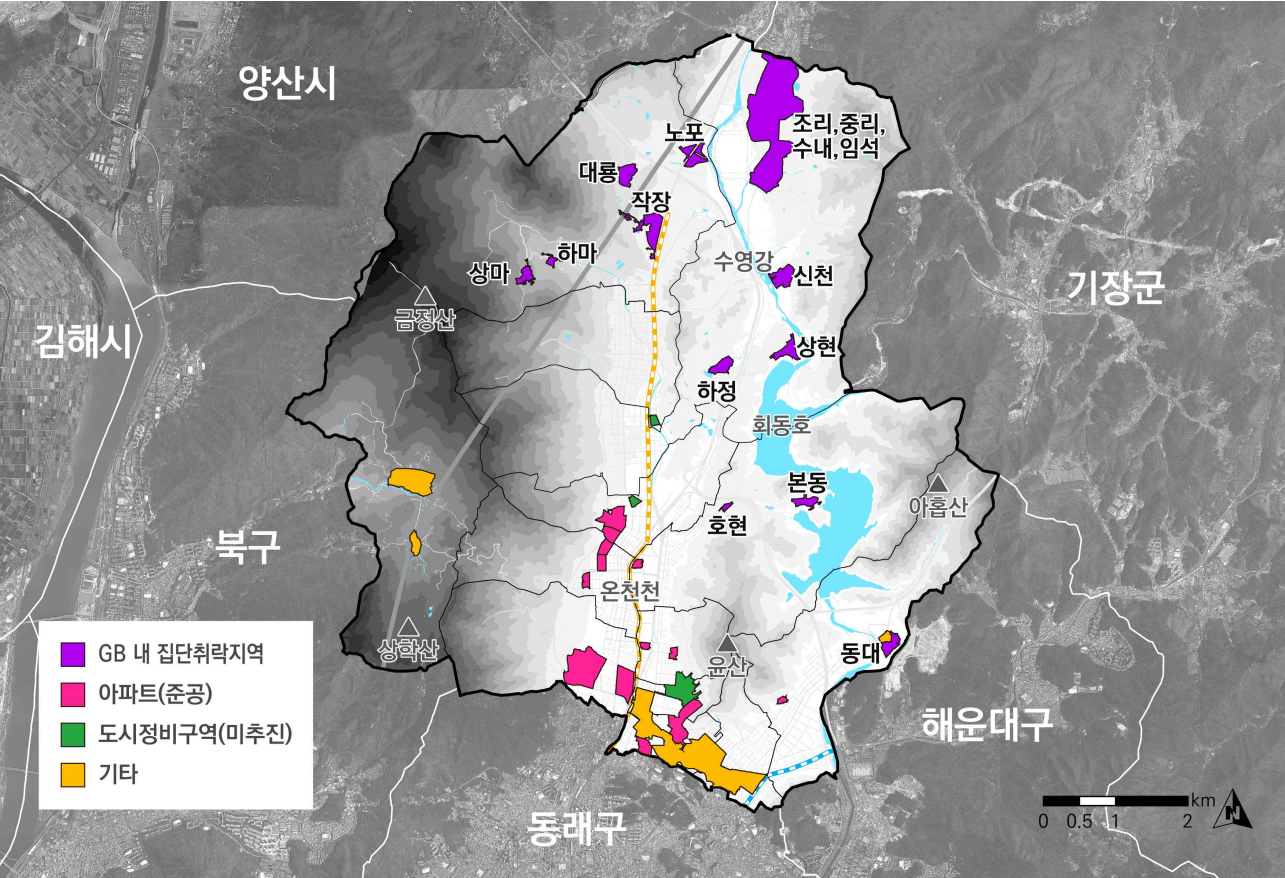 양산시
노포
조리,중리,
수내,임석
대룡
작장
하마
상마
수영강
신천
기장군
금정산
김해시
상현
하정
회동호
본동
아홉산
호현
북구
온천천
상학산
윤산
동대
GB 내 집단취락지역
아파트(준공)
도시정비구역(미추진)
기타
해운대구
동래구
km
0 0.5 1 2
N